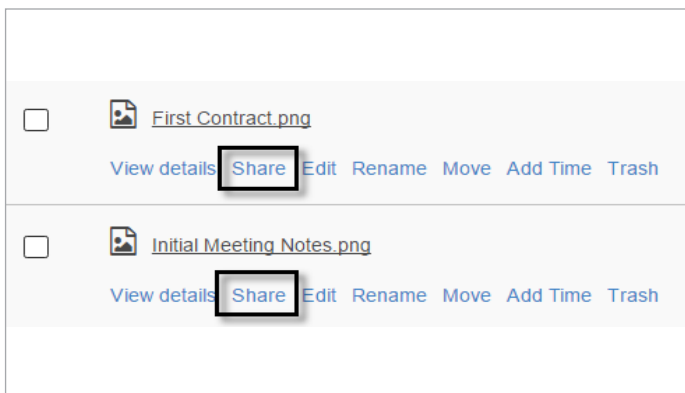 First Contract.png
View details Share Edit Rename Move Add Time Trash
Initial Meeting Notes.png
View details Share Edit Rename Move Add Time Trash